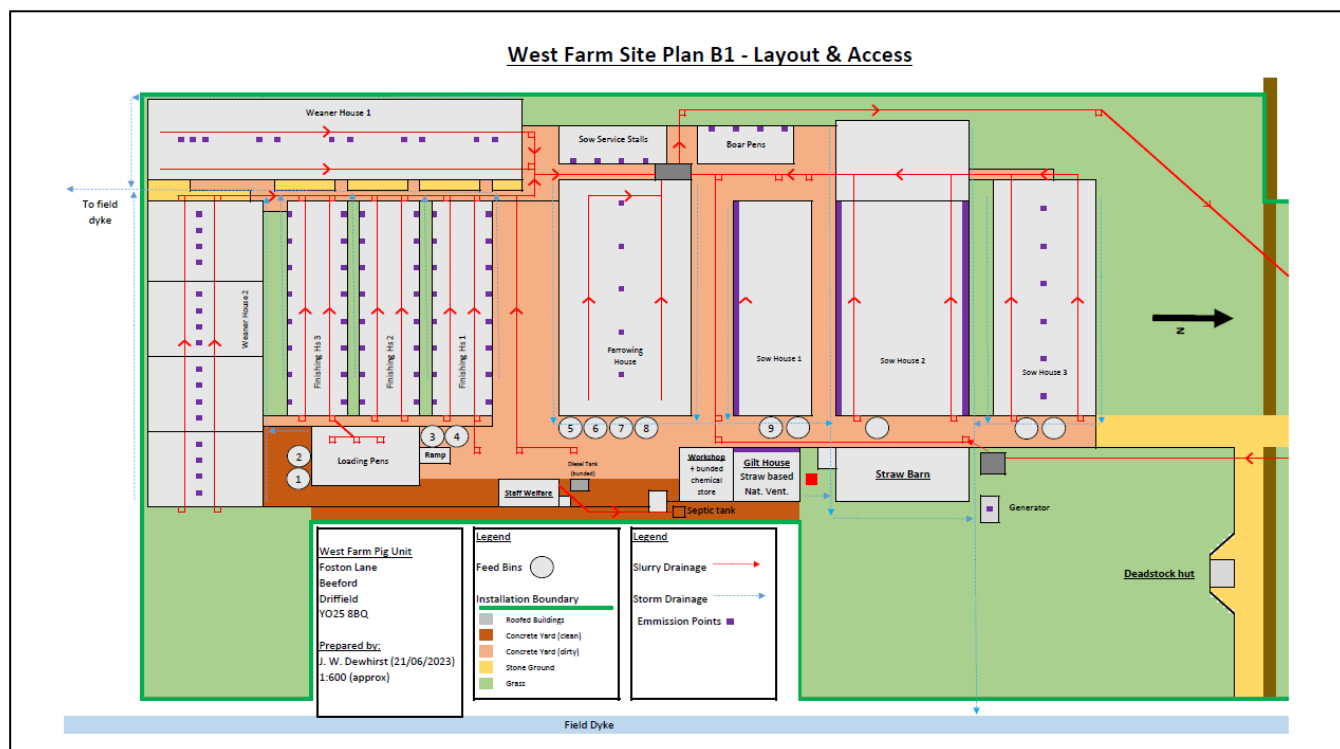 West Farm Site Plan B1 - Layout & Access
Weaner House 1
Sow Service Stalls
Boar Pens
To field
dyke
Weaner House 2
Finishing Hs 3
Finishing Hs 2
Finishing Hs 1
Farrowing
House
Sow House 1
Sow House 2
Sow House 3
N
5
6
7
8
9
3
4
2
1
Ramp
Loading Pens
Diesel Tank
(bunded)
Staff Welfare
Workshop
+ bunded
chemical
store
Gilt House
Straw based
Nat. Vent.
Straw Barn
Septic tank
Generator
Deadstock hut
West Farm Pig Unit
Foston Lane
Beeford
Driffield
YO25 8BQ
Prepared by:
J. W. Dewhirst (21/06/2023)
1:600 (approx)
Legend
Feed Bins
Installation Boundary
Roofed Buildings
Concrete Yard (clean)
Concrete Yard (dirty)
Stone Ground
Grass
Legend
Slurry Drainage
Storm Drainage
Emmission Points
Field Dyke